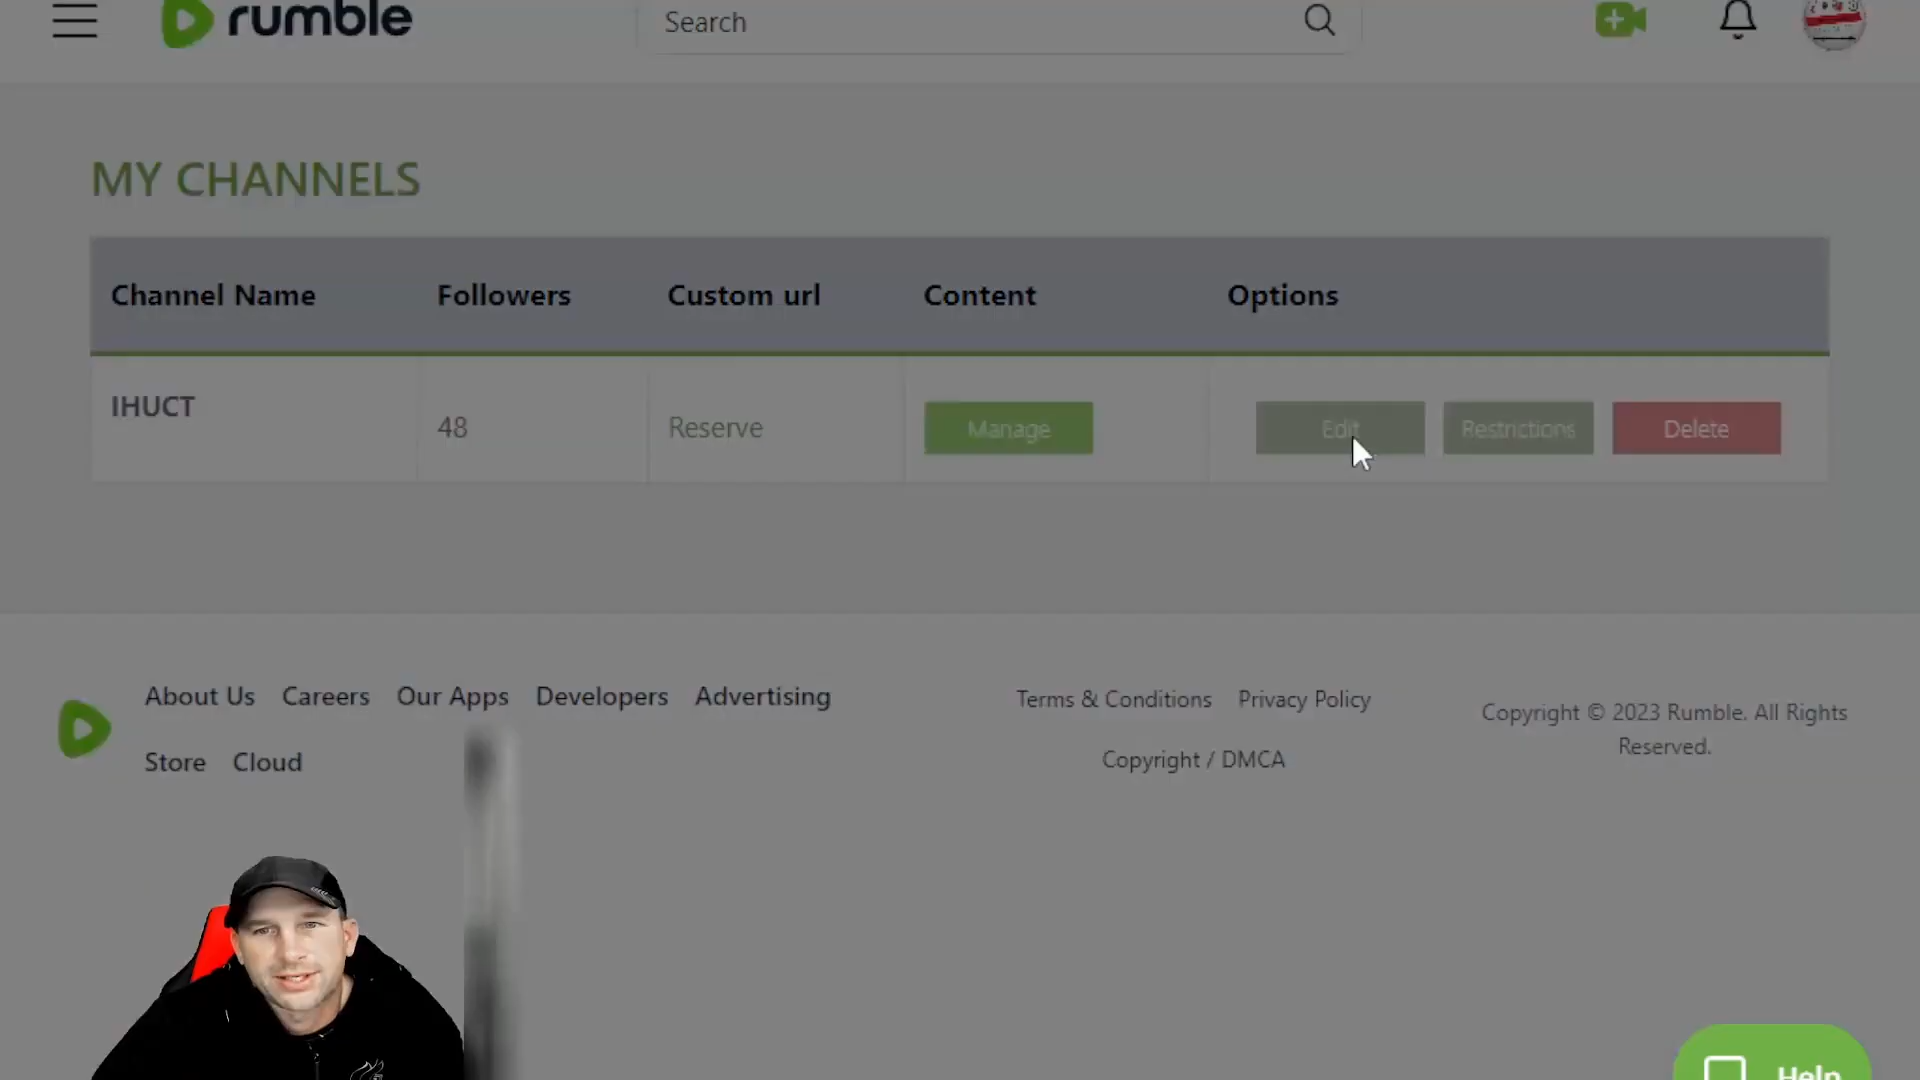 rumble
Search
MY CHANNELS
Channel Name Followers Custom url Content Options
IHUCT 48 Reserve Manage Edit Restrictions Delete
About Us Careers Our Apps Developers Advertising
Store Cloud
Terms & Conditions Privacy Policy
Copyright / DMCA
Copyright © 2023 Rumble. All Rights
Reserved.
Help